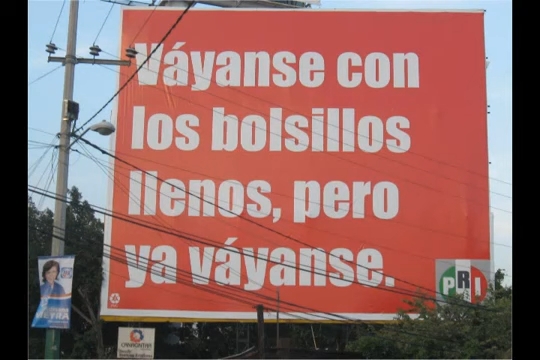 Váyanse con
los bolsillos
llenos, pero
ya váyanse.
PRI